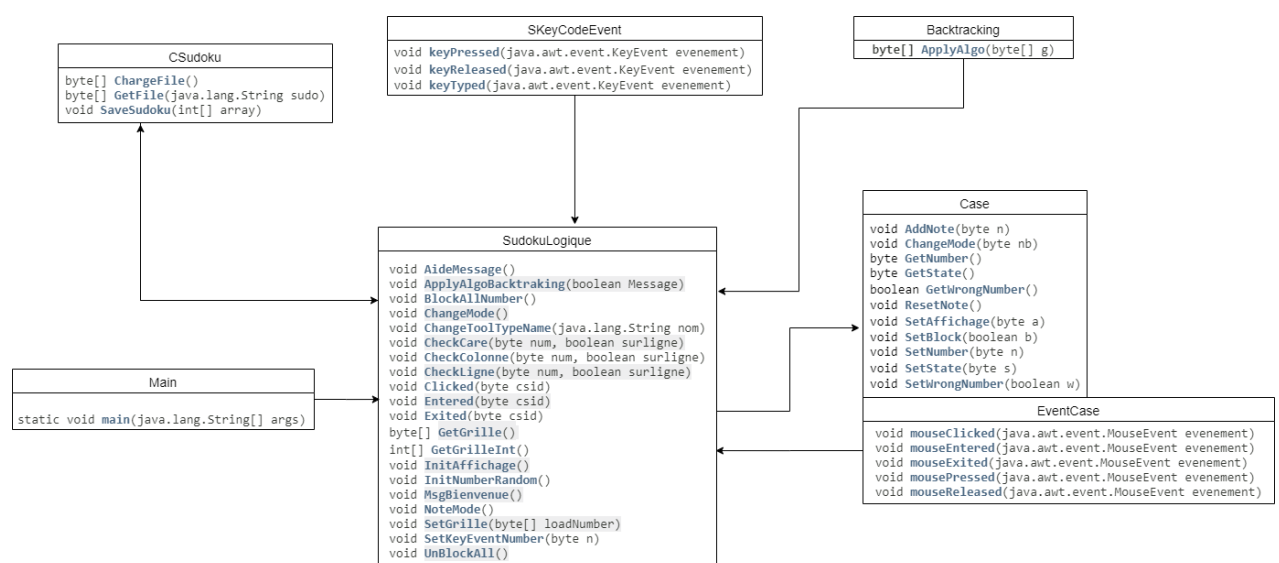 CSudoku
byte[] ChargeFile()
byte[] GetFile(java.lang.String sudo)
void SaveSudoku(int[] array)
SKeyCodeEvent
void keyPressed(java.awt.event.KeyEvent evenement)
void keyReleased(java.awt.event.KeyEvent evenement)
void keyTyped(java.awt.event.KeyEvent evenement)
Backtracking
byte[] ApplyAlgo(byte[] g)
Main
static void main(java.lang.String[] args)
SudokuLogique
void AideMessage()
void ApplyAlgoBacktraking(boolean Message)
void BlockAllNumber()
void ChangeMode()
void ChangeToolTypeName(java.lang.String nom)
void CheckCare(byte num, boolean surligne)
void CheckColonne(byte num, boolean surligne)
void CheckLigne(byte num, boolean surligne)
void Clicked(byte csid)
void Entered(byte csid)
void Exited(byte csid)
byte[] GetGrille()
int[] GetGrilleInt()
void InitAffichage()
void InitNumberRandom()
void MsgBienvenue()
void NoteMode()
void SetGrille(byte[] loadNumber)
void SetKeyEventNumber(byte n)
void UnBlockAll()
Case
void AddNote(byte n)
void ChangeMode(byte nb)
byte GetNumber()
byte GetState()
boolean GetWrongNumber()
void ResetNote()
void SetAffichage(byte a)
void SetBlock(boolean b)
void SetNumber(byte n)
void SetState(byte s)
void SetWrongNumber(boolean w)
EventCase
void mouseClicked(java.awt.event.MouseEvent evenement)
void mouseEntered(java.awt.event.MouseEvent evenement)
void mouseExited(java.awt.event.MouseEvent evenement)
void mousePressed(java.awt.event.MouseEvent evenement)
void mouseReleased(java.awt.event.MouseEvent evenement)